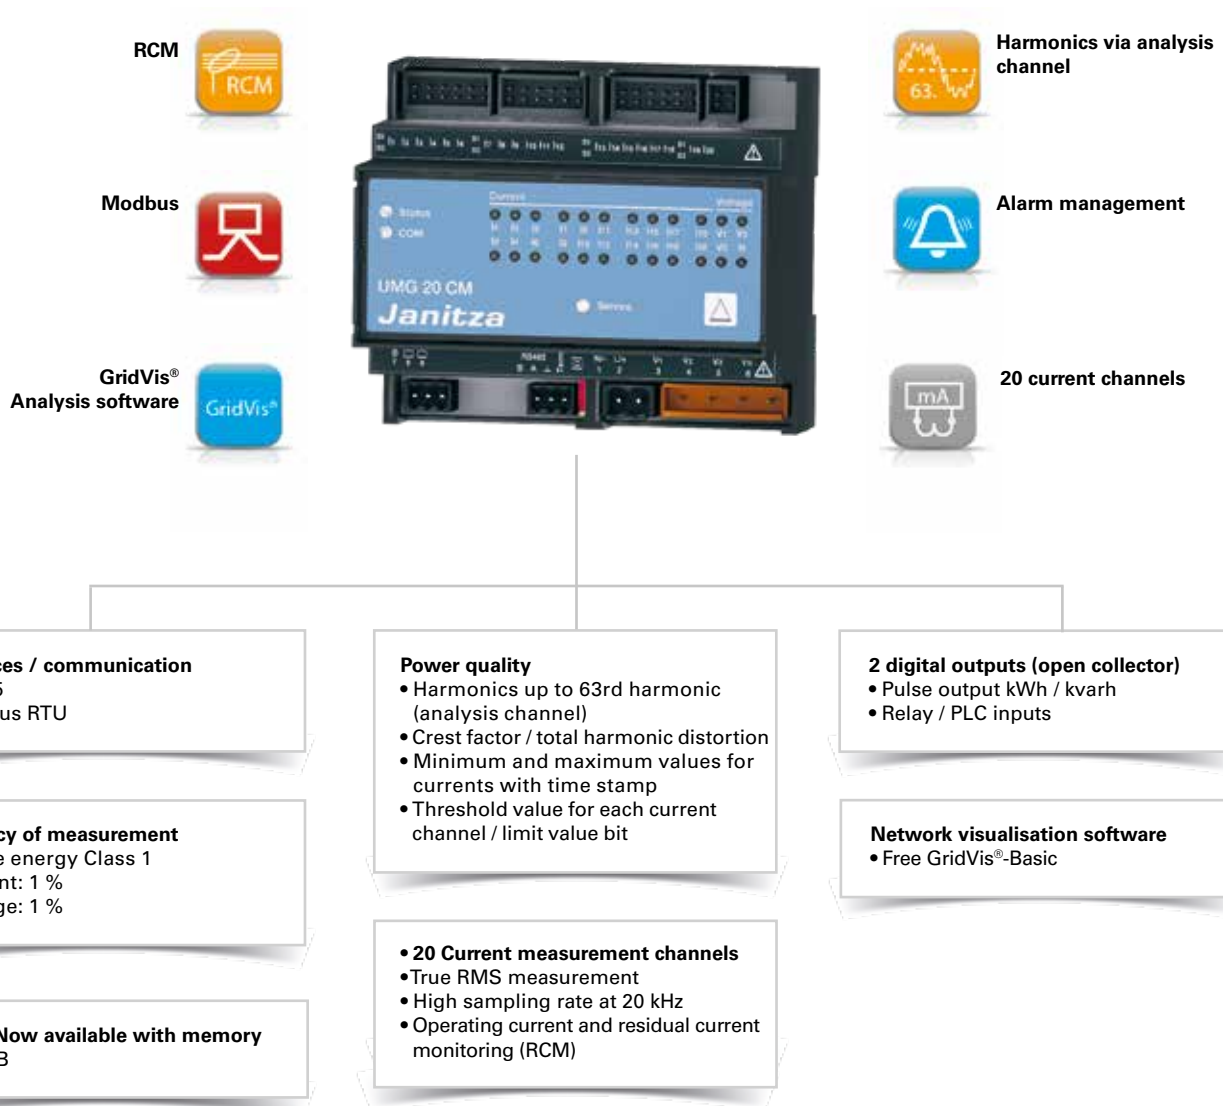 RCM
RCM
Modbus
GridVis®
Analysis software
GridVis®
Harmonics via analysis
channel
63.
Alarm management
20 current channels
mA
Current
Voltage
Status
COM
UMG 20 CM
Janitza
Service
RS485
ces / communication
us RTU
Power quality
• Harmonics up to 63rd harmonic
(analysis channel)
• Crest factor / total harmonic distortion
• Minimum and maximum values for
currents with time stamp
• Threshold value for each current
channel / limit value bit
2 digital outputs (open collector)
• Pulse output kWh / kvarh
• Relay / PLC inputs
cy of measurement
e energy Class 1
nt: 1 %
ge: 1 %
Network visualisation software
• Free GridVis®-Basic
• 20 Current measurement channels
•True RMS measurement
• High sampling rate at 20 kHz
• Operating current and residual current
monitoring (RCM)
Now available with memory
B